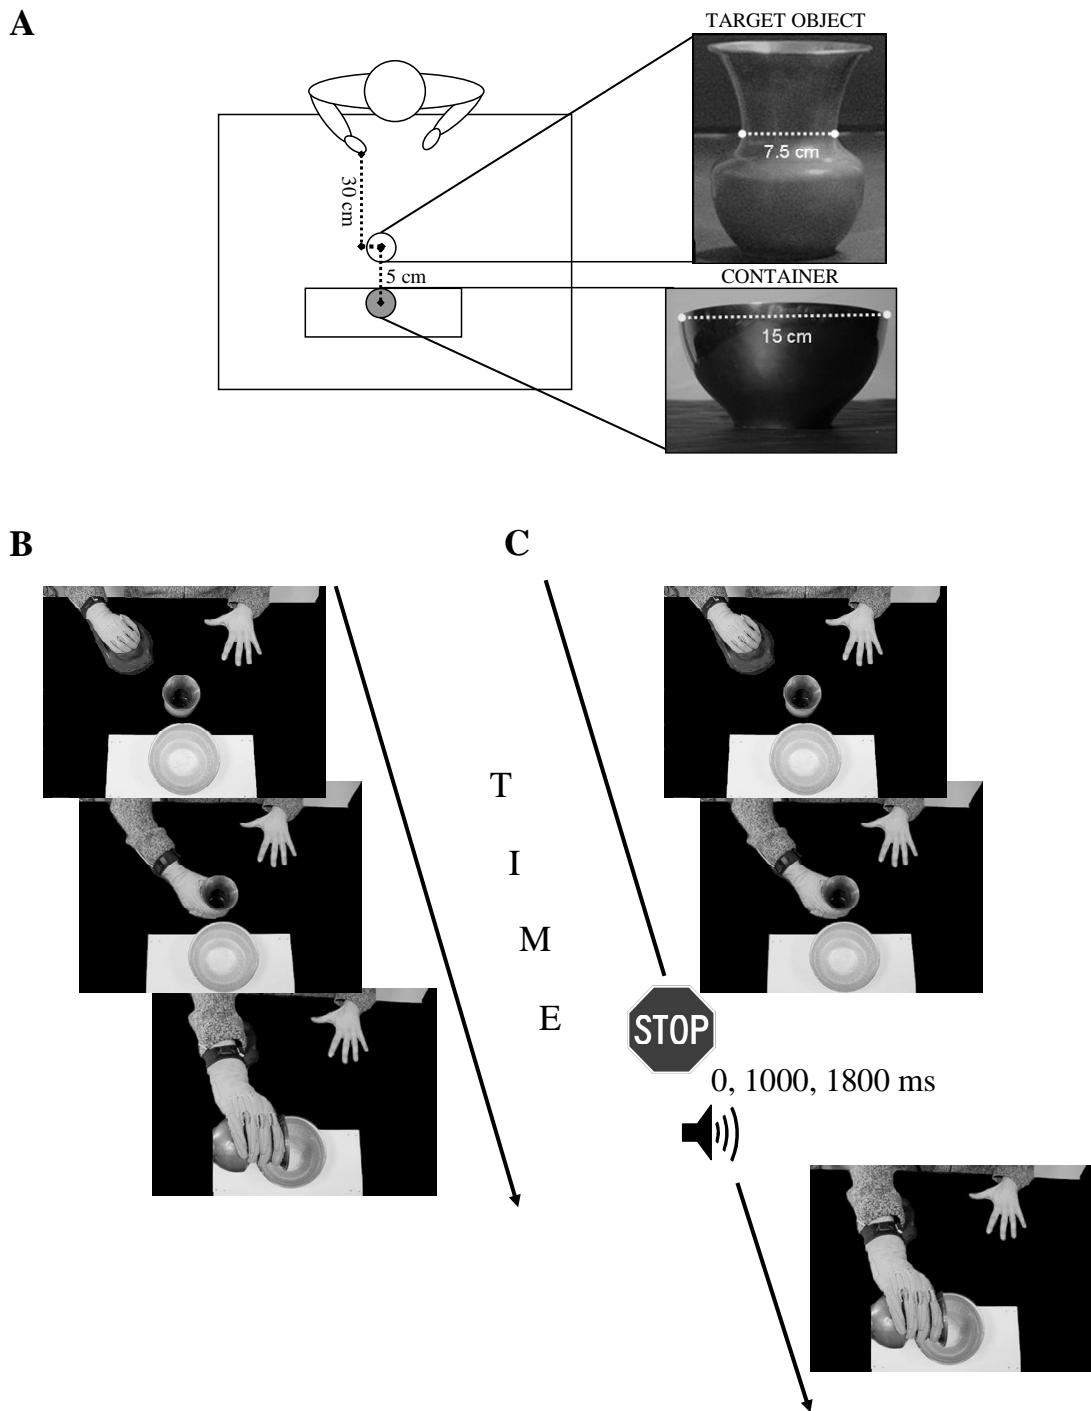 A
TARGET OBJECT
7.5 cm
30 cm
5 cm
CONTAINER
15 cm
B
C
T
I
M
E
STOP
0, 1000, 1800 ms